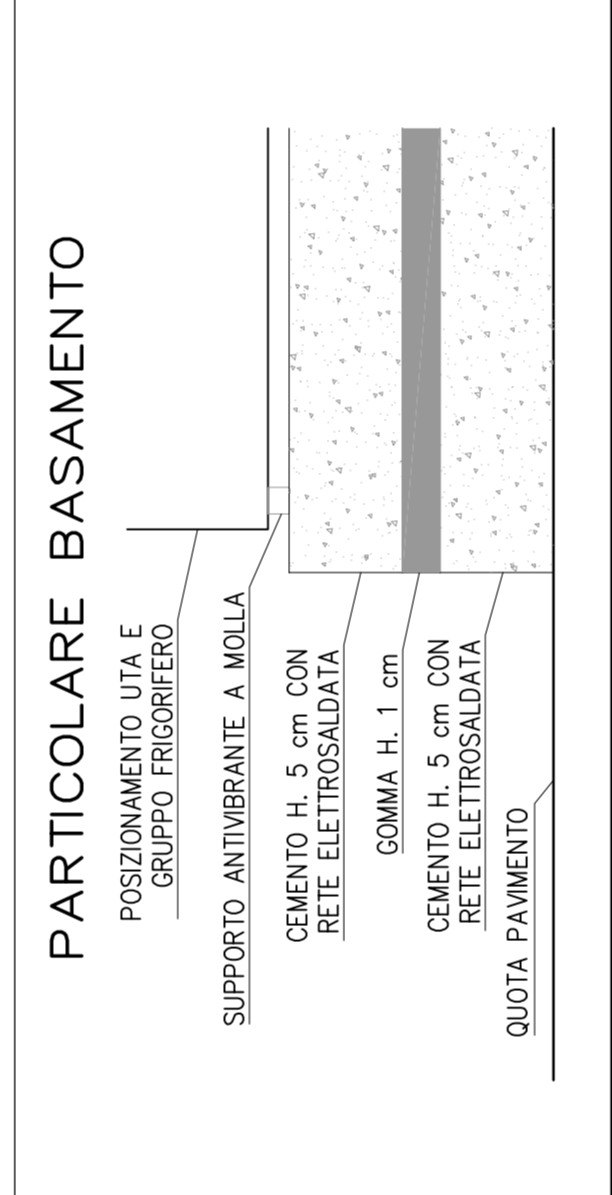 PARTICOLARE BASAMENTO
POSIZIONAMENTO UTA E
GRUPPO FRIGORIFERO
SUPPORTO ANTIVIBRANTE A MOLLA
CEMENTO H. 5 cm CON
RETE ELETTROSALDATA
GOMMA H. 1 cm
CEMENTO H. 5 cm CON
RETE ELETTROSALDATA
QUOTA PAVIMENTO